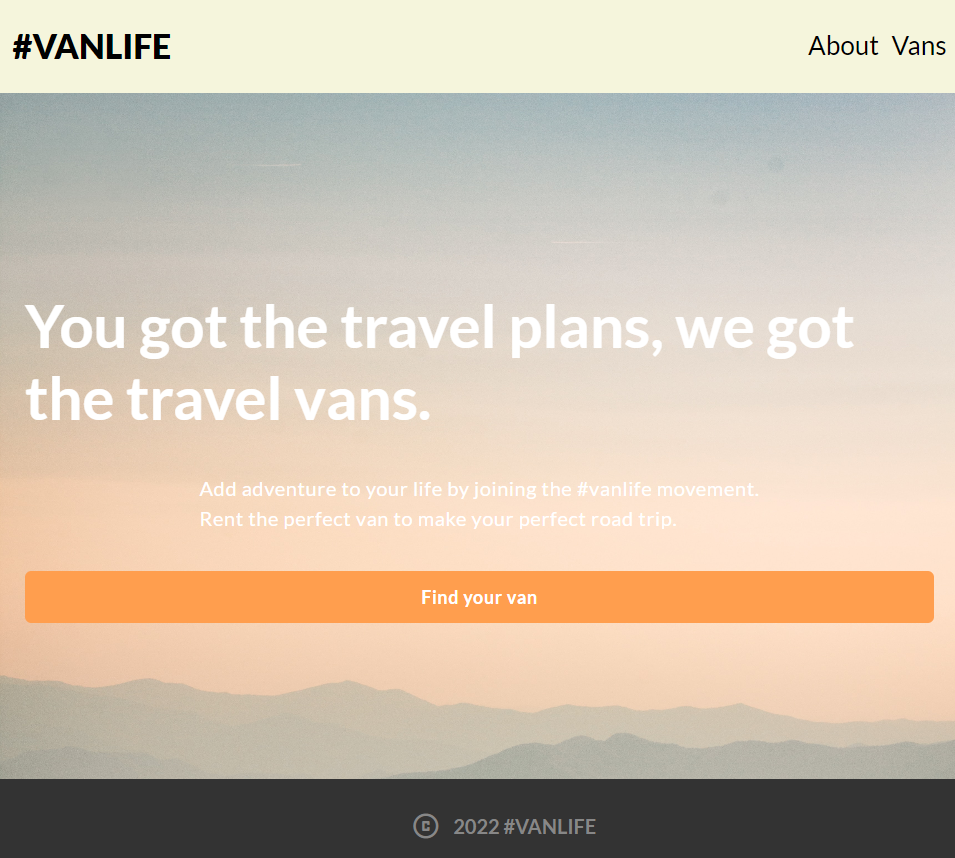 #VANLIFE
About Vans
You got the travel plans, we got
the travel vans.
Add adventure to your life by joining the #vanlife movement.
Rent the perfect van to make your perfect road trip.
Find your van
© 2022 #VANLIFE